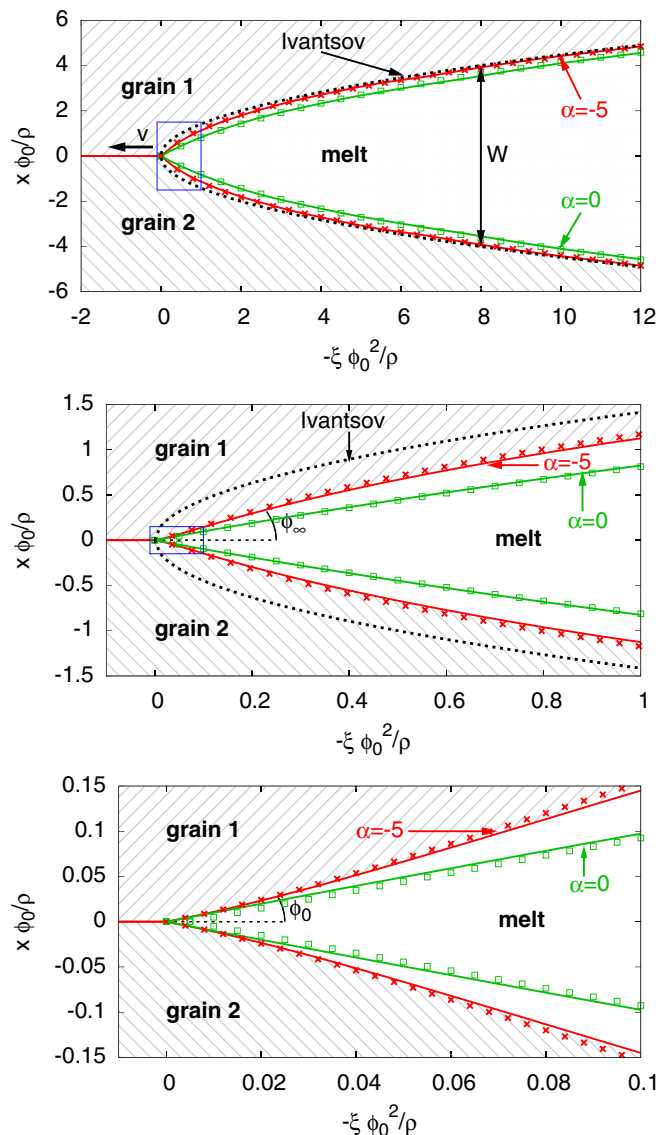 Ivantsov
6
4
2
0
-2
-4
-6
x ϕ₀/ρ
grain 1
v
melt
W
α=-5
α=0
grain 2
-2 0 2 4 6 8 10 12
-ξ ϕ₀²/ρ
1.5
1
0.5
0
-0.5
-1
-1.5
x ϕ₀/ρ
grain 1
Ivantsov
α=-5
α=0
ϕ∞
melt
grain 2
0 0.2 0.4 0.6 0.8 1
-ξ ϕ₀²/ρ
0.15
0.1
0.05
0
-0.05
-0.1
-0.15
x ϕ₀/ρ
grain 1
α=-5
α=0
ϕ₀
melt
grain 2
0 0.02 0.04 0.06 0.08 0.1
-ξ ϕ₀²/ρ